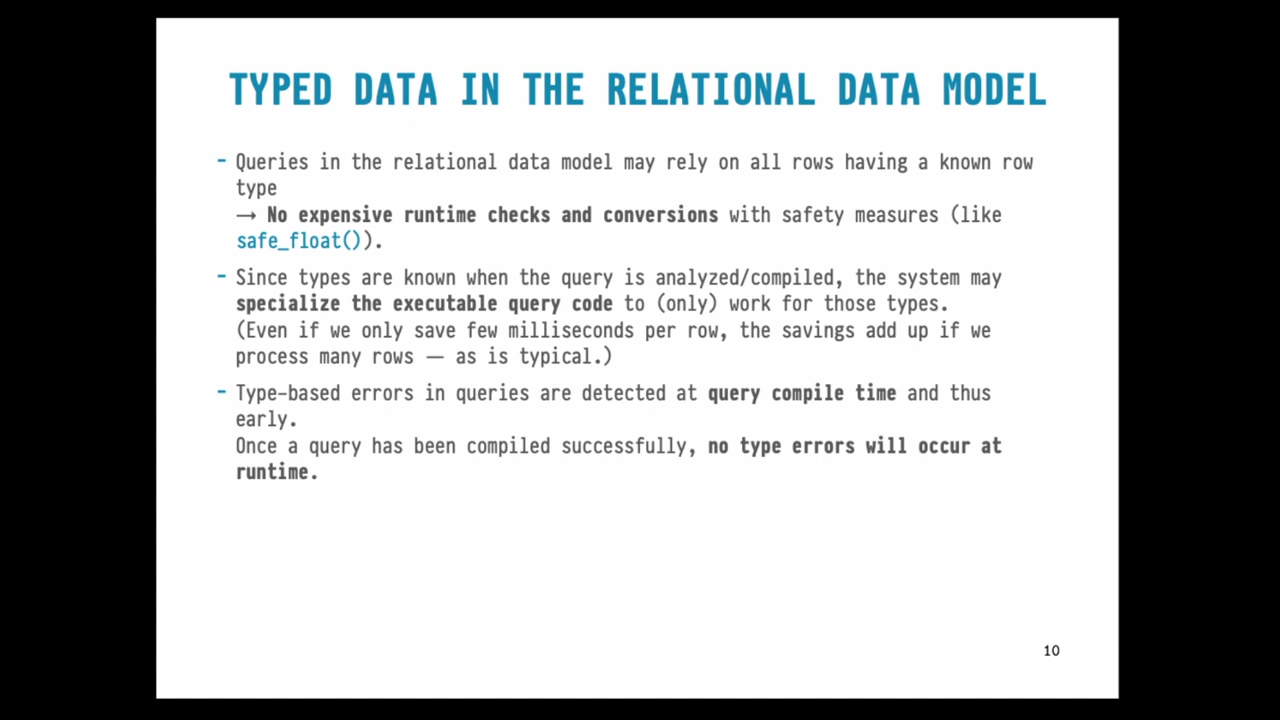 TYPED DATA IN THE RELATIONAL DATA MODEL
– Queries in the relational data model may rely on all rows having a known row
type
→ No expensive runtime checks and conversions with safety measures (like
safe_float()).
– Since types are known when the query is analyzed/compiled, the system may
specialize the executable query code to (only) work for those types.
(Even if we only save few milliseconds per row, the savings add up if we
process many rows — as is typical.)
– Type-based errors in queries are detected at query compile time and thus
early.
Once a query has been compiled successfully, no type errors will occur at
runtime.
10